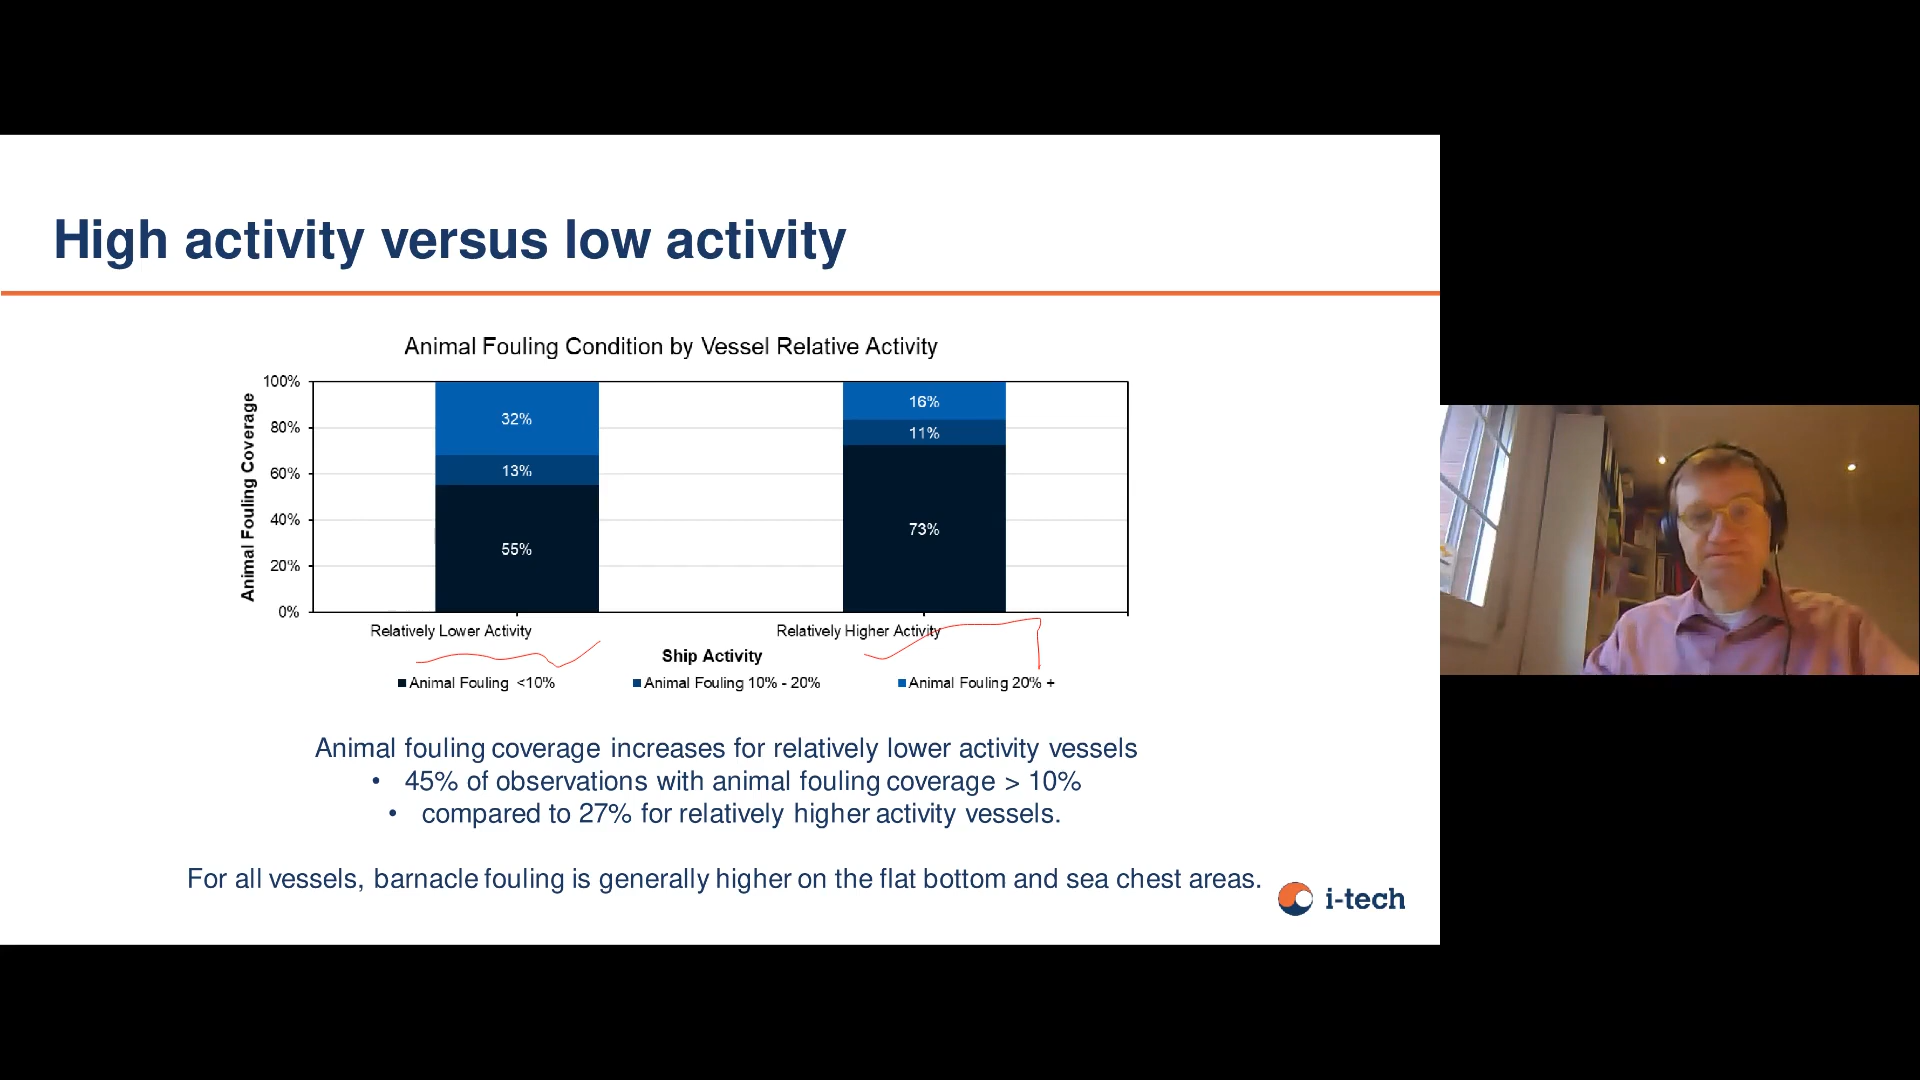 High activity versus low activity
Animal Fouling Condition by Vessel Relative Activity
Animal Fouling Coverage
100%
80%
60%
40%
20%
0%
32%
13%
55%
16%
11%
73%
Relatively Lower Activity
Relatively Higher Activity
Ship Activity
Animal Fouling <10%
Animal Fouling 10% - 20%
Animal Fouling 20% +
Animal fouling coverage increases for relatively lower activity vessels
• 45% of observations with animal fouling coverage > 10%
• compared to 27% for relatively higher activity vessels.
For all vessels, barnacle fouling is generally higher on the flat bottom and sea chest areas.
i-tech